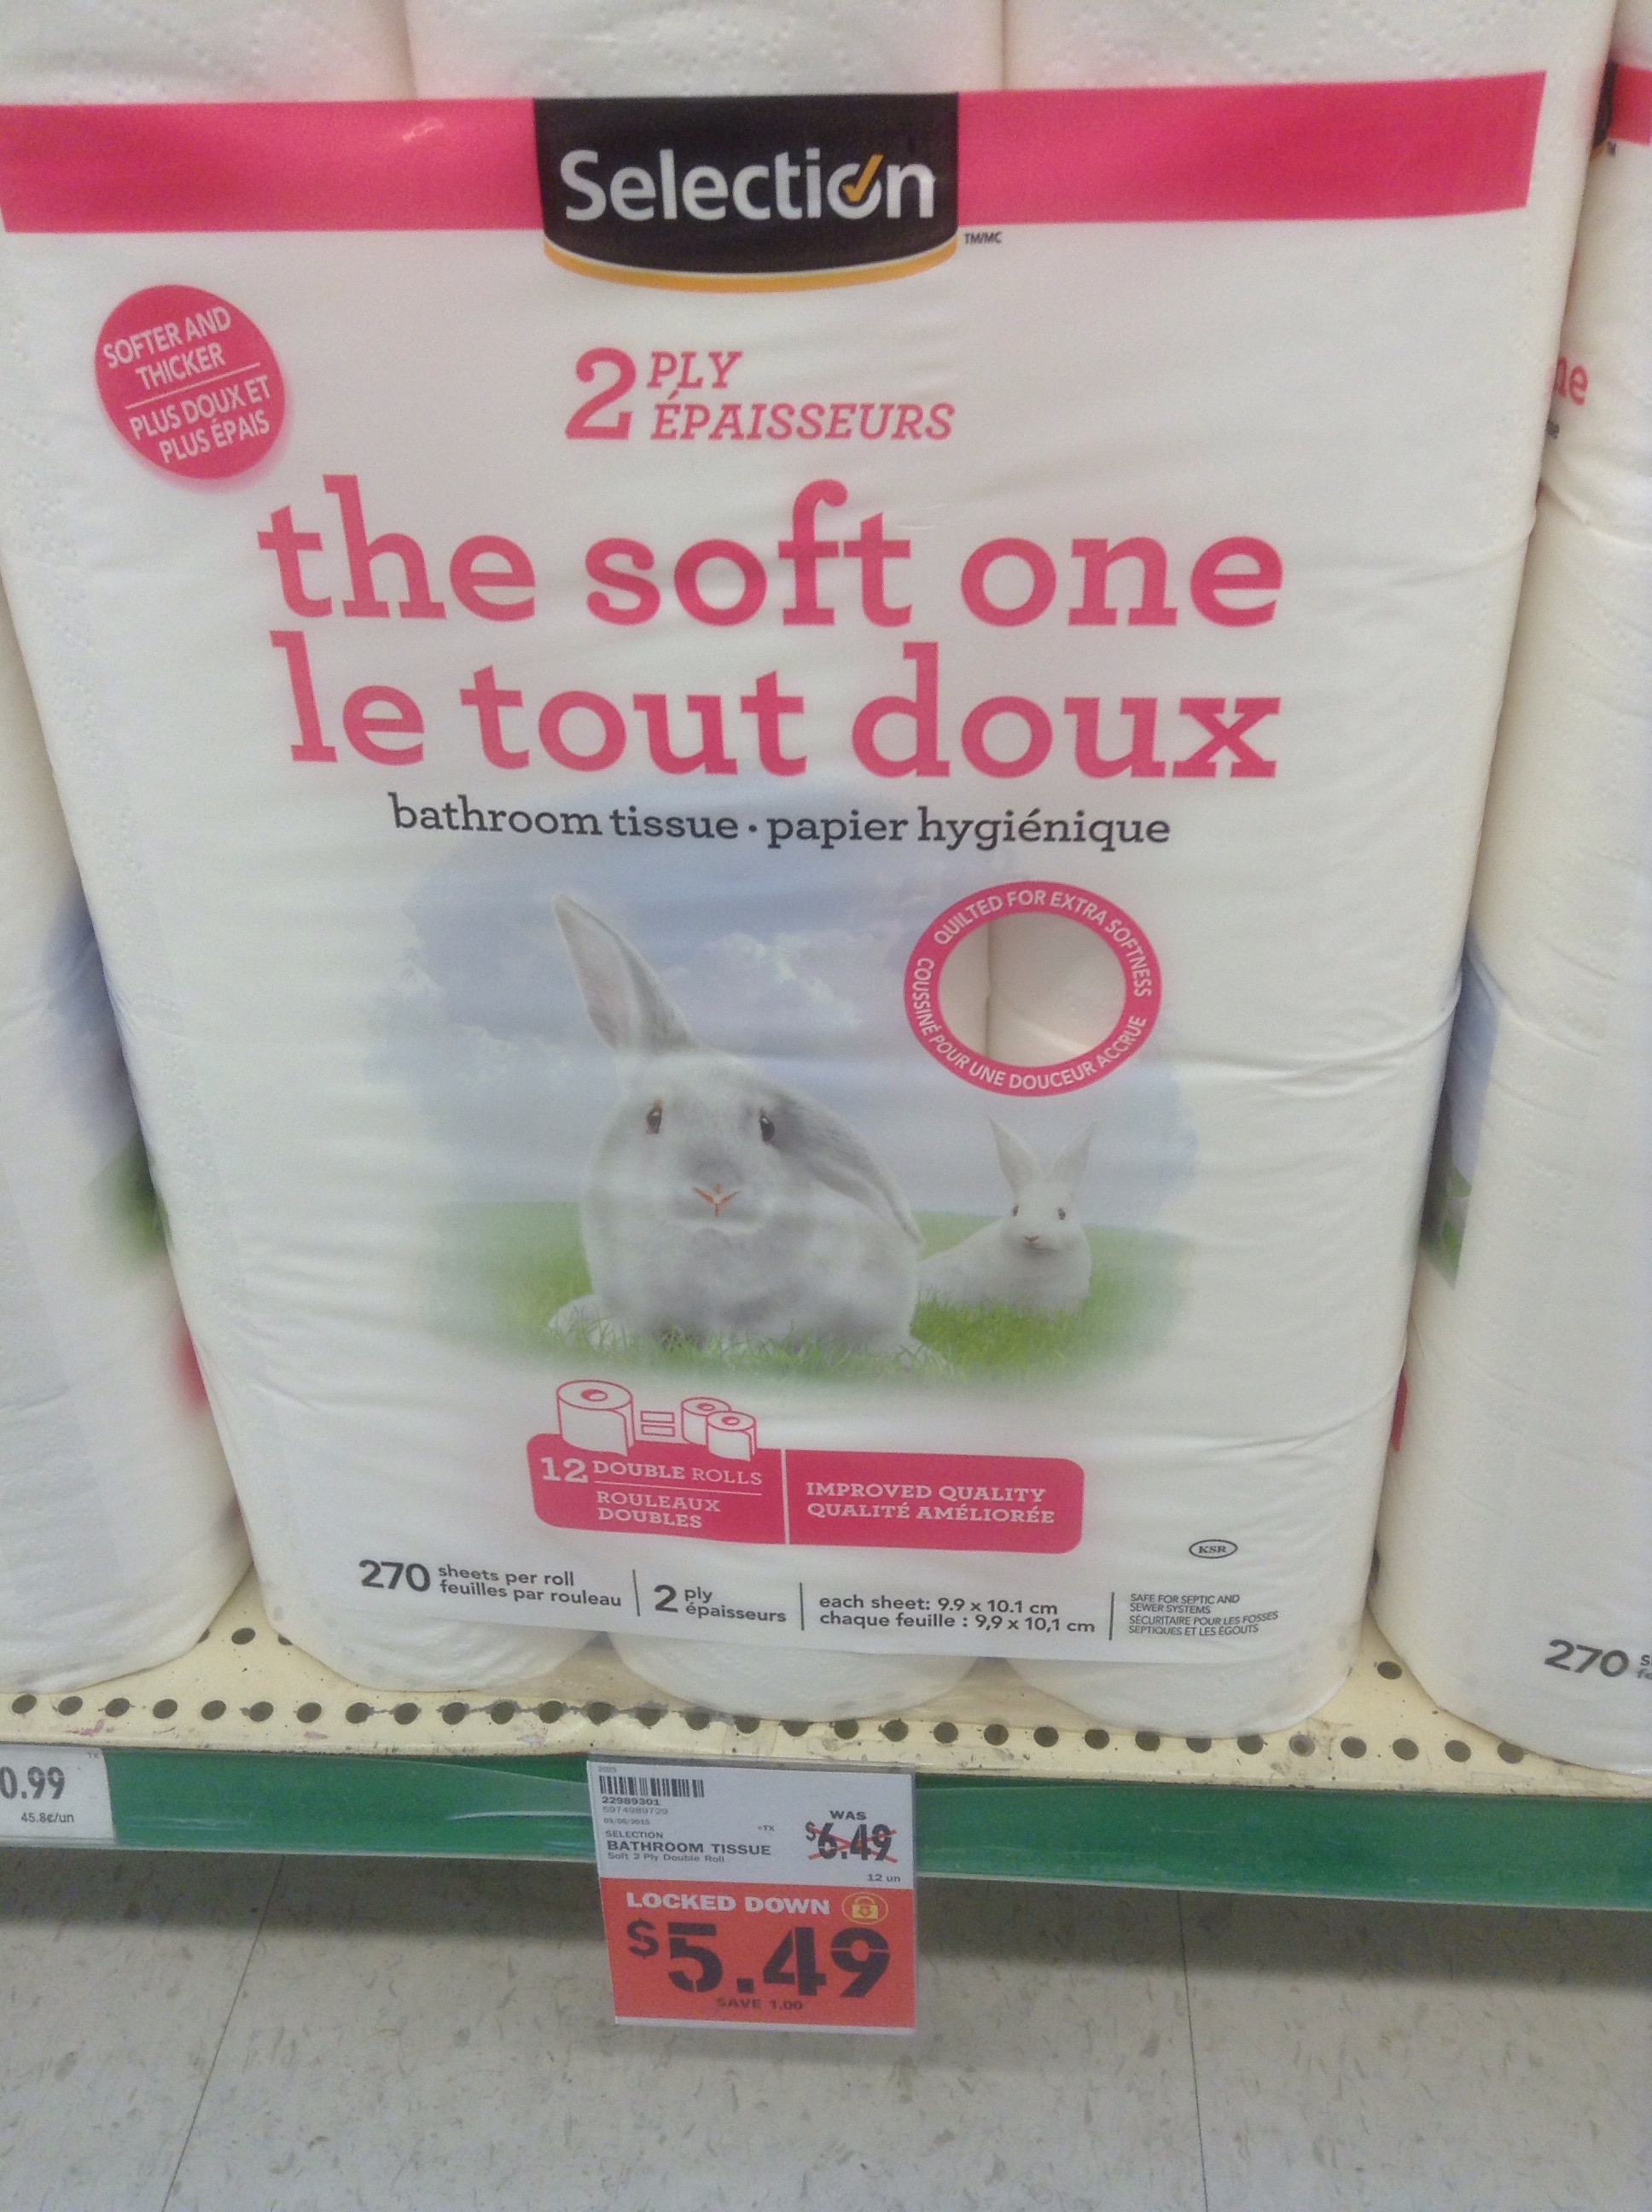 Selection
TM/MC
SOFTER AND
THICKER
PLUS DOUX ET
PLUS ÉPAIS
2 PLY
ÉPAISSEURS
the soft one
le tout doux
bathroom tissue • papier hygiénique
QUILTED FOR EXTRA SOFTNESS
COUSSINÉ POUR UNE DOUCEUR ACCRUE
12 DOUBLE ROLLS
ROULEAUX
DOUBLES
IMPROVED QUALITY
QUALITÉ AMÉLIORÉE
KSR
270 sheets per roll
feuilles par rouleau
2 ply
épaisseurs
each sheet: 9.9 x 10.1 cm
chaque feuille : 9,9 x 10,1 cm
SAFE FOR SEPTIC AND
SEWER SYSTEMS
SÉCURITAIRE POUR LES FOSSES
SEPTIQUES ET LES ÉGOUTS
270
0.99
45.8¢/un
22989301
5974989729
+TX
SELECTION
BATHROOM TISSUE
Soft 2 Ply Double Roll
WAS
$6.49
12 un
LOCKED DOWN
$5.49
SAVE 1.00